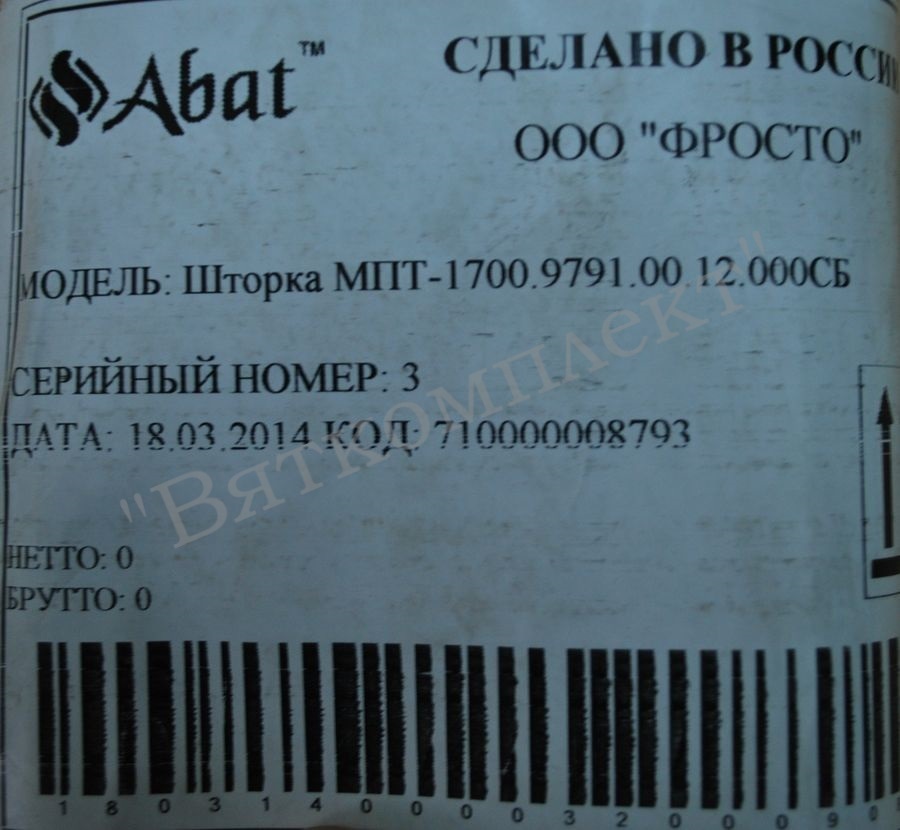 Abat™
СДЕЛАНО В РОССИИ
ООО "ФРОСТО"
МОДЕЛЬ: Шторка МПТ-1700.9791.00.12.000СБ
СЕРИЙНЫЙ НОМЕР: 3
ДАТА: 18.03.2014 КОД: 710000008793
"Вяткомплект"
НЕТТО: 0
БРУТТО: 0
1 8 0 3 1 4 0 0 0 0 3 2 0 0 0 9 0